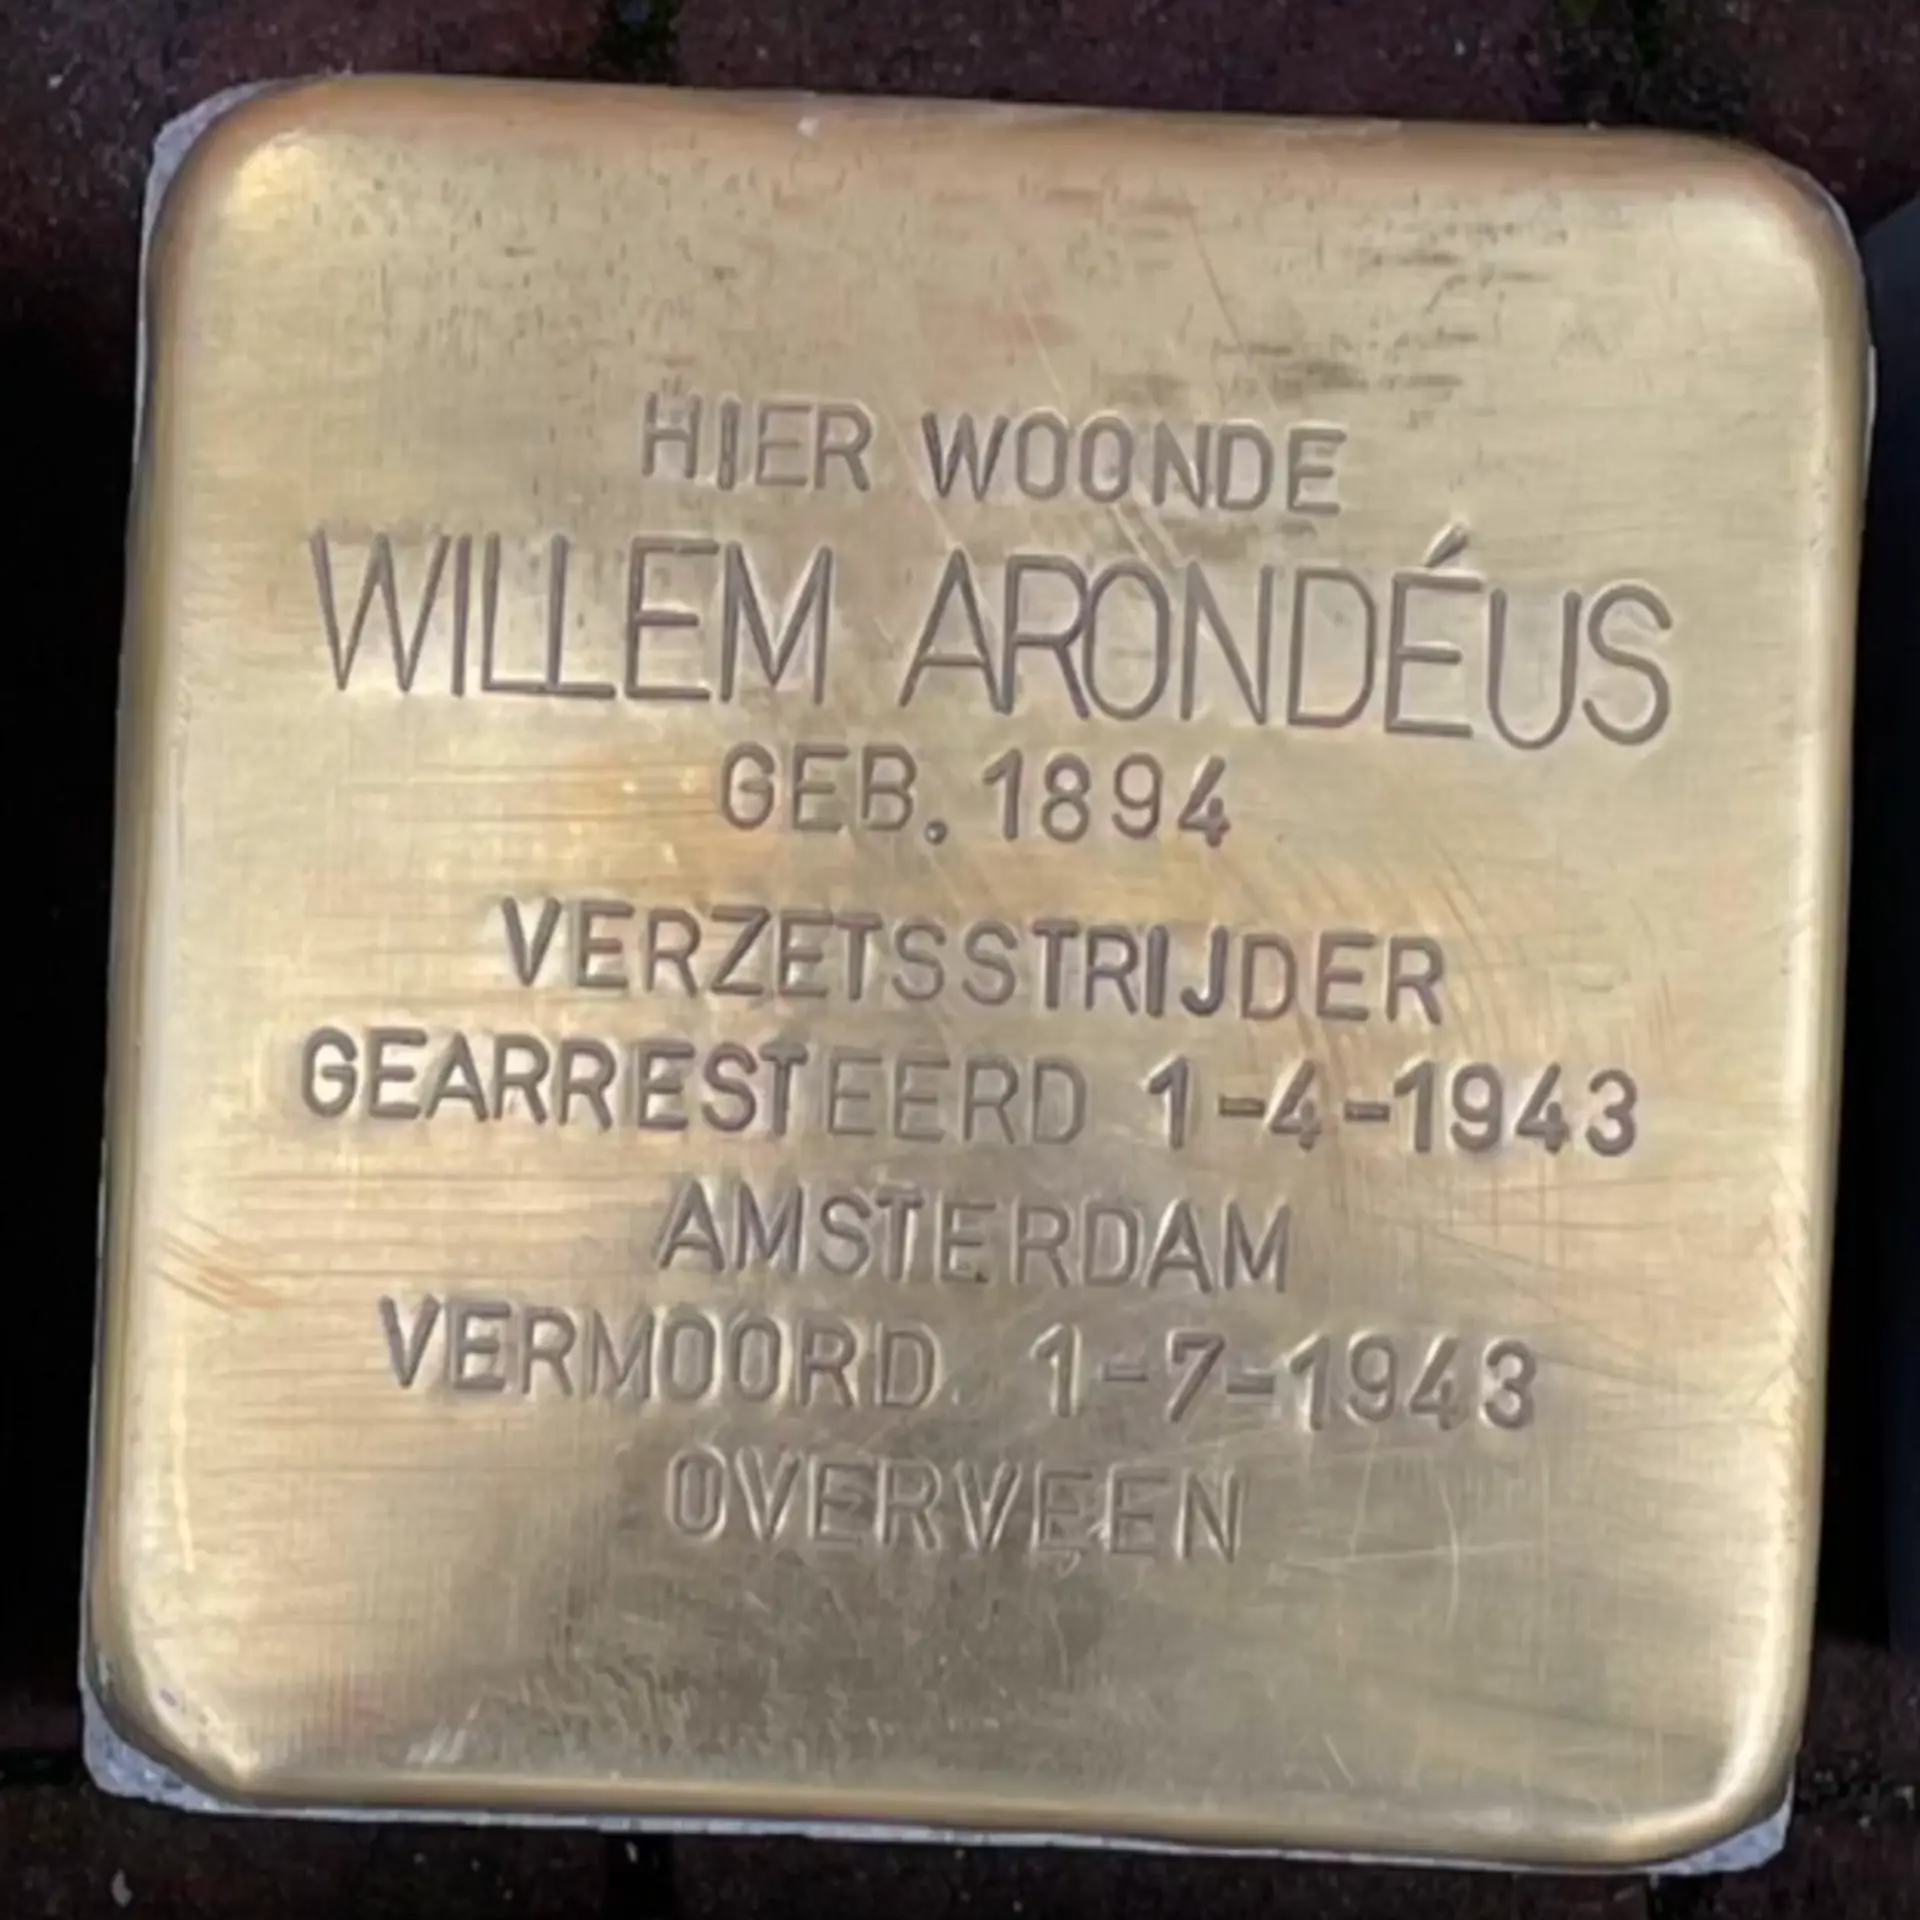 HIER WOONDE
WILLEM ARONDÉUS
GEB. 1894
VERZETSSTRIJDER
GEARRESTEERD 1-4-1943
AMSTERDAM
VERMOORD 1-7-1943
OVERVEEN